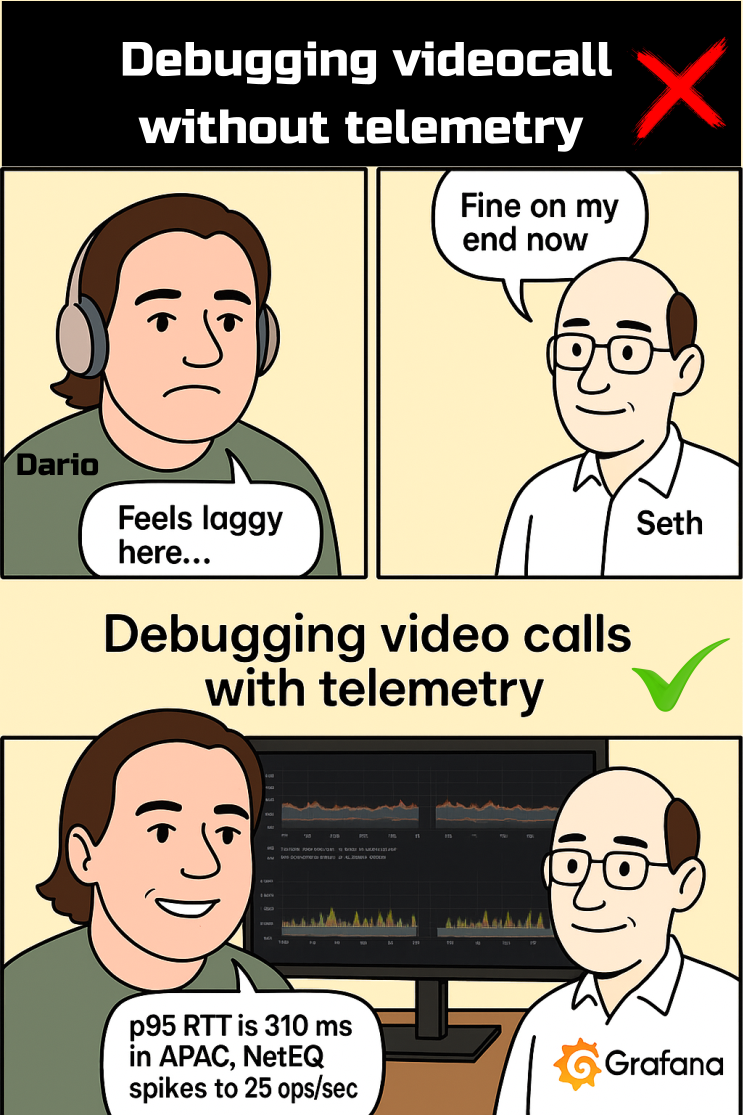 Debugging videocall
without telemetry
Fine on my
end now
Dario
Feels laggy
here...
Seth
Debugging video calls
with telemetry
p95 RTT is 310 ms
in APAC, NetEQ
spikes to 25 ops/sec
Grafana